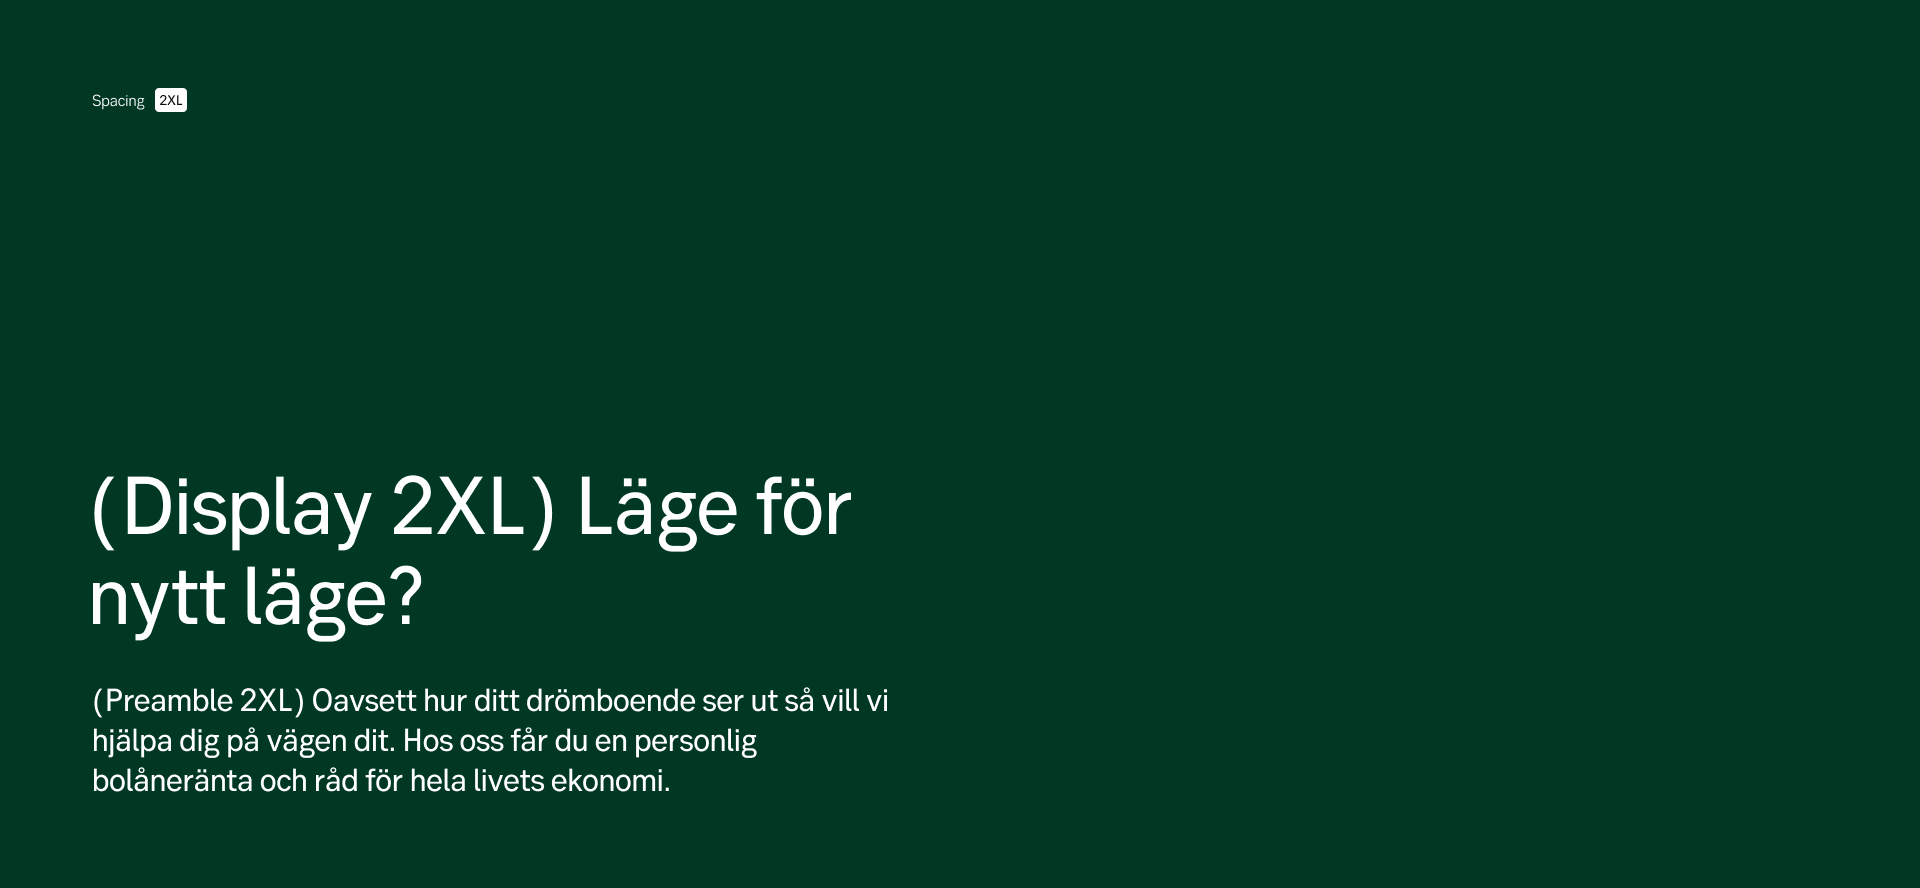 Spacing 2XL
(Display 2XL) Läge för
nytt läge?
(Preamble 2XL) Oavsett hur ditt drömboende ser ut så vill vi
hjälpa dig på vägen dit. Hos oss får du en personlig
bolåneränta och råd för hela livets ekonomi.